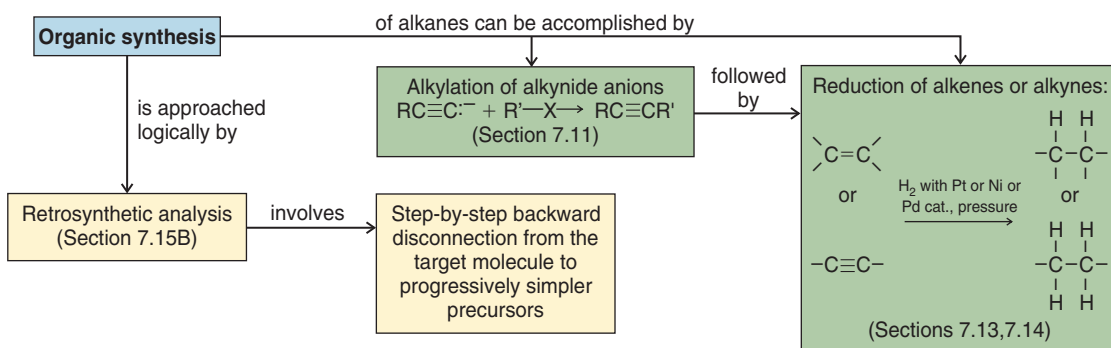 Organic synthesis
of alkanes can be accomplished by
is approached
logically by
Alkylation of alkynide anions
RC≡C:⁻ + R'—X⟶ RC≡CR'
(Section 7.11)
followed
by
Reduction of alkenes or alkynes:
H H
C=C
–C–C–
or
H₂ with Pt or Ni or
Pd cat., pressure
or
H H
–C≡C–
–C–C–
H H
(Sections 7.13,7.14)
Retrosynthetic analysis
(Section 7.15B)
involves
Step-by-step backward
disconnection from the
target molecule to
progressively simpler
precursors